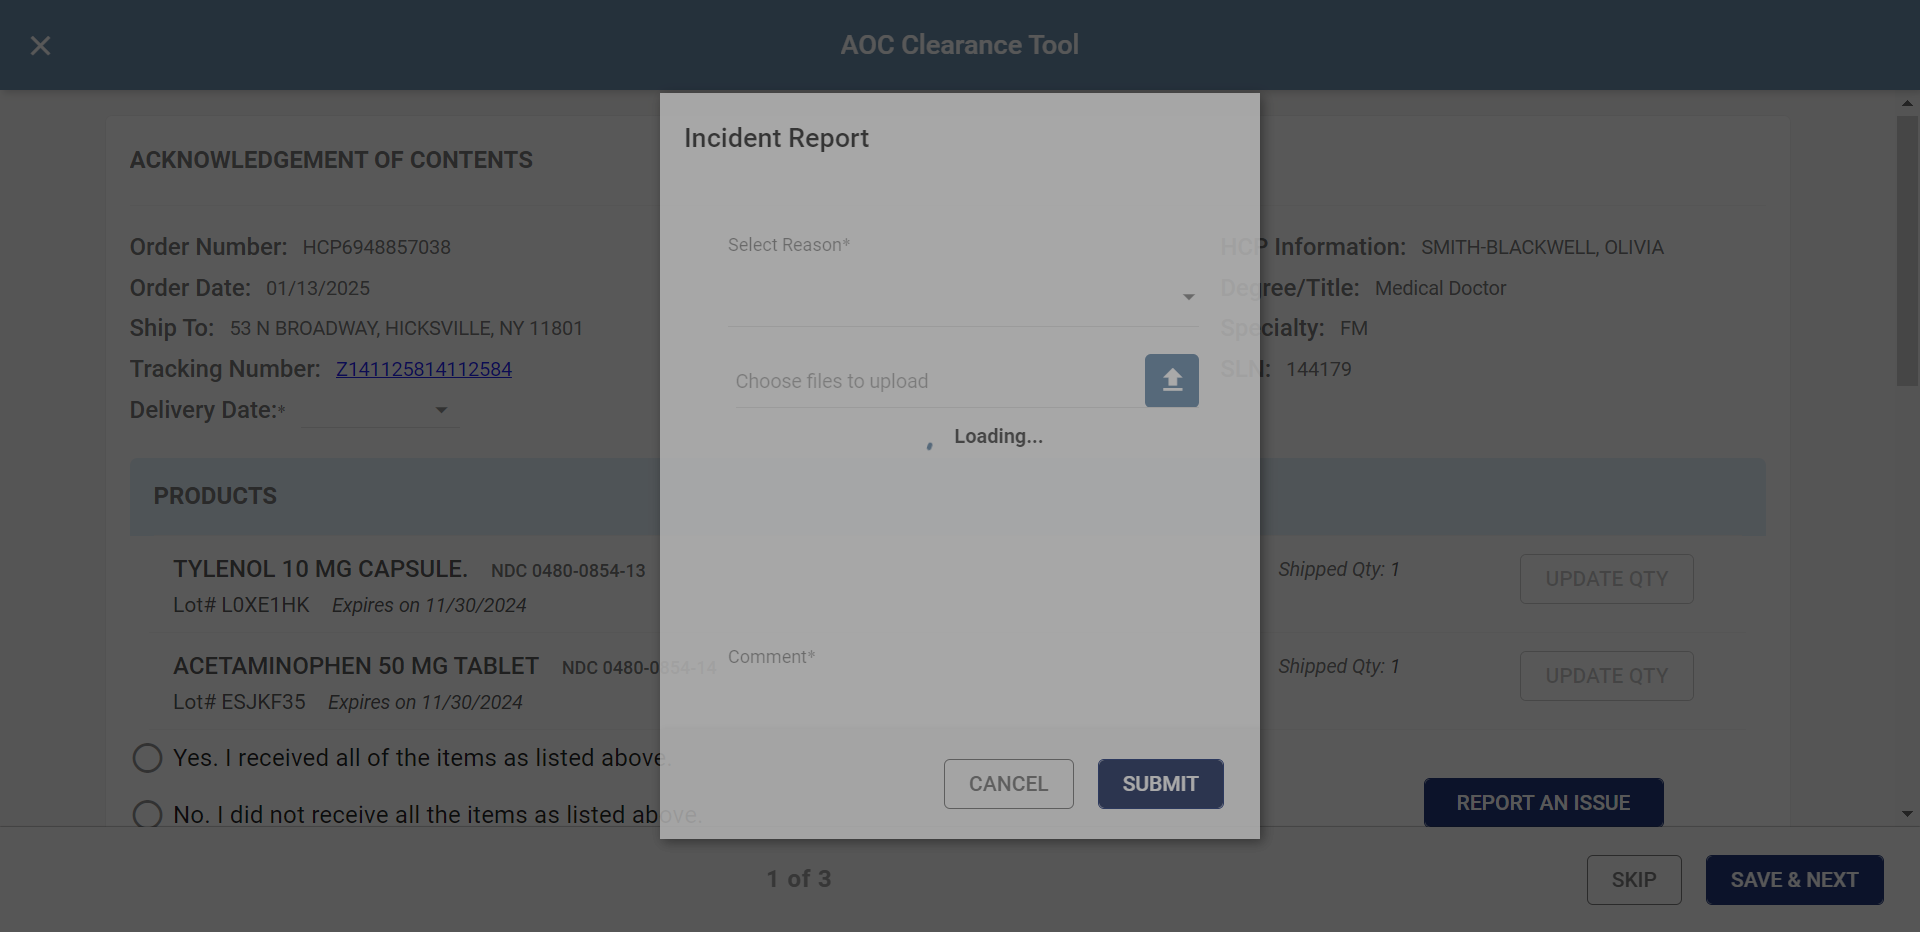 AOC Clearance Tool
Incident Report
ACKNOWLEDGEMENT OF CONTENTS
Order Number: HCP6948857038
Order Date: 01/13/2025
Ship To: 53 N BROADWAY, HICKSVILLE, NY 11801
Tracking Number: Z141125814112584
Delivery Date:*
HCP Information: SMITH-BLACKWELL, OLIVIA
Degree/Title: Medical Doctor
Specialty: FM
SLN: 144179
Select Reason*
Choose files to upload
Loading...
Comment*
CANCEL
SUBMIT
PRODUCTS
TYLENOL 10 MG CAPSULE. NDC 0480-0854-13
Lot# L0XE1HK Expires on 11/30/2024
Shipped Qty: 1
UPDATE QTY
ACETAMINOPHEN 50 MG TABLET NDC 0480-0854-14
Lot# ESJKF35 Expires on 11/30/2024
Shipped Qty: 1
UPDATE QTY
Yes. I received all of the items as listed above.
No. I did not receive all the items as listed above.
REPORT AN ISSUE
1 of 3
SKIP
SAVE & NEXT